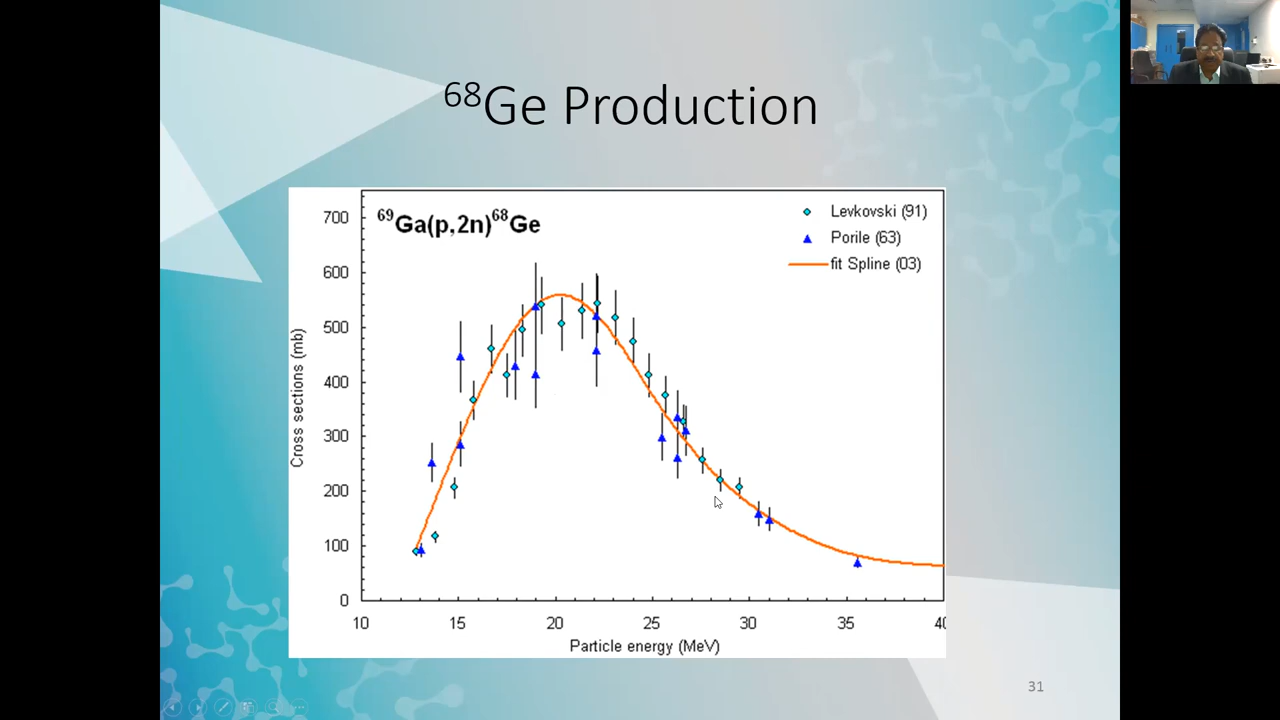 ⁶⁸Ge Production
⁶⁹Ga(p,2n)⁶⁸Ge
Levkovski (91)
Porile (63)
fit Spline (03)
Cross sections (mb)
700
600
500
400
300
200
100
0
10 15 20 25 30 35 40
Particle energy (MeV)
31